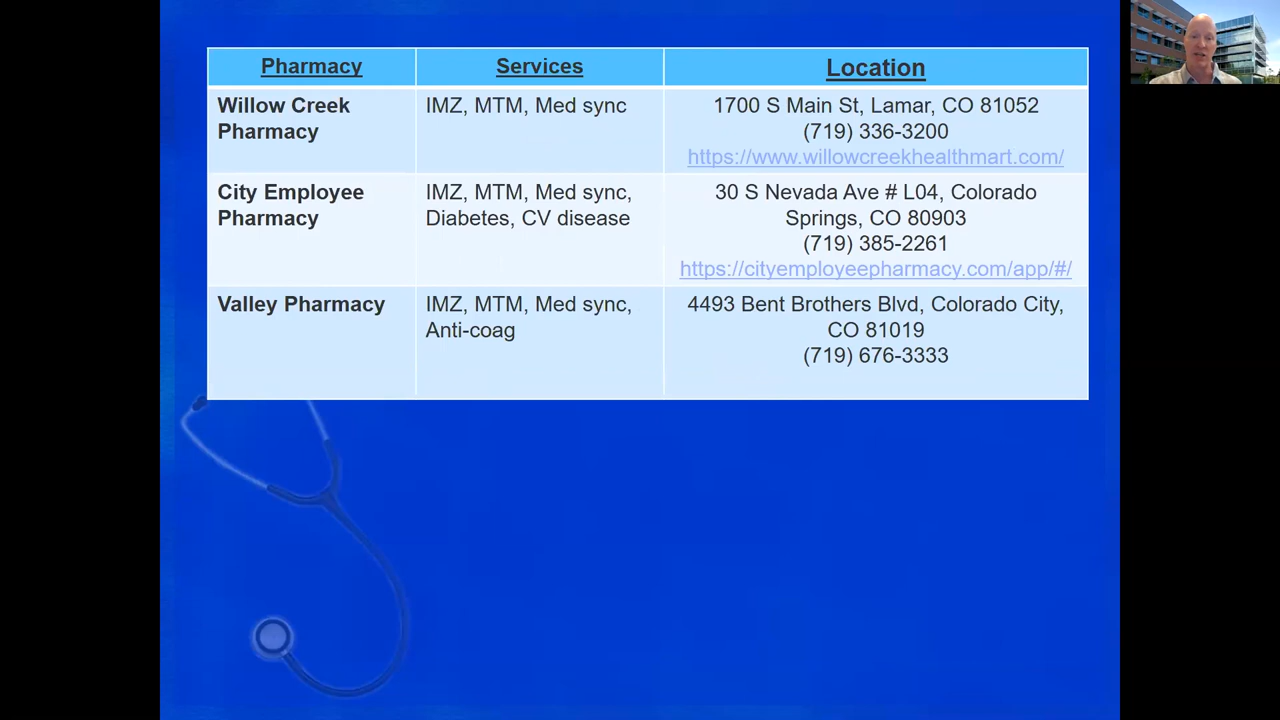 Pharmacy
Services
Location
Willow Creek
Pharmacy
IMZ, MTM, Med sync
1700 S Main St, Lamar, CO 81052
(719) 336-3200
https://www.willowcreekhealthmart.com/
City Employee
Pharmacy
IMZ, MTM, Med sync,
Diabetes, CV disease
30 S Nevada Ave # L04, Colorado
Springs, CO 80903
(719) 385-2261
https://cityemployeepharmacy.com/app/#/
Valley Pharmacy
IMZ, MTM, Med sync,
Anti-coag
4493 Bent Brothers Blvd, Colorado City,
CO 81019
(719) 676-3333